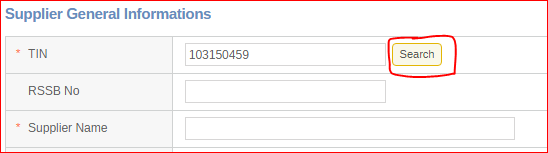 Supplier General Informations
* TIN 103150459 Search
RSSB No
* Supplier Name